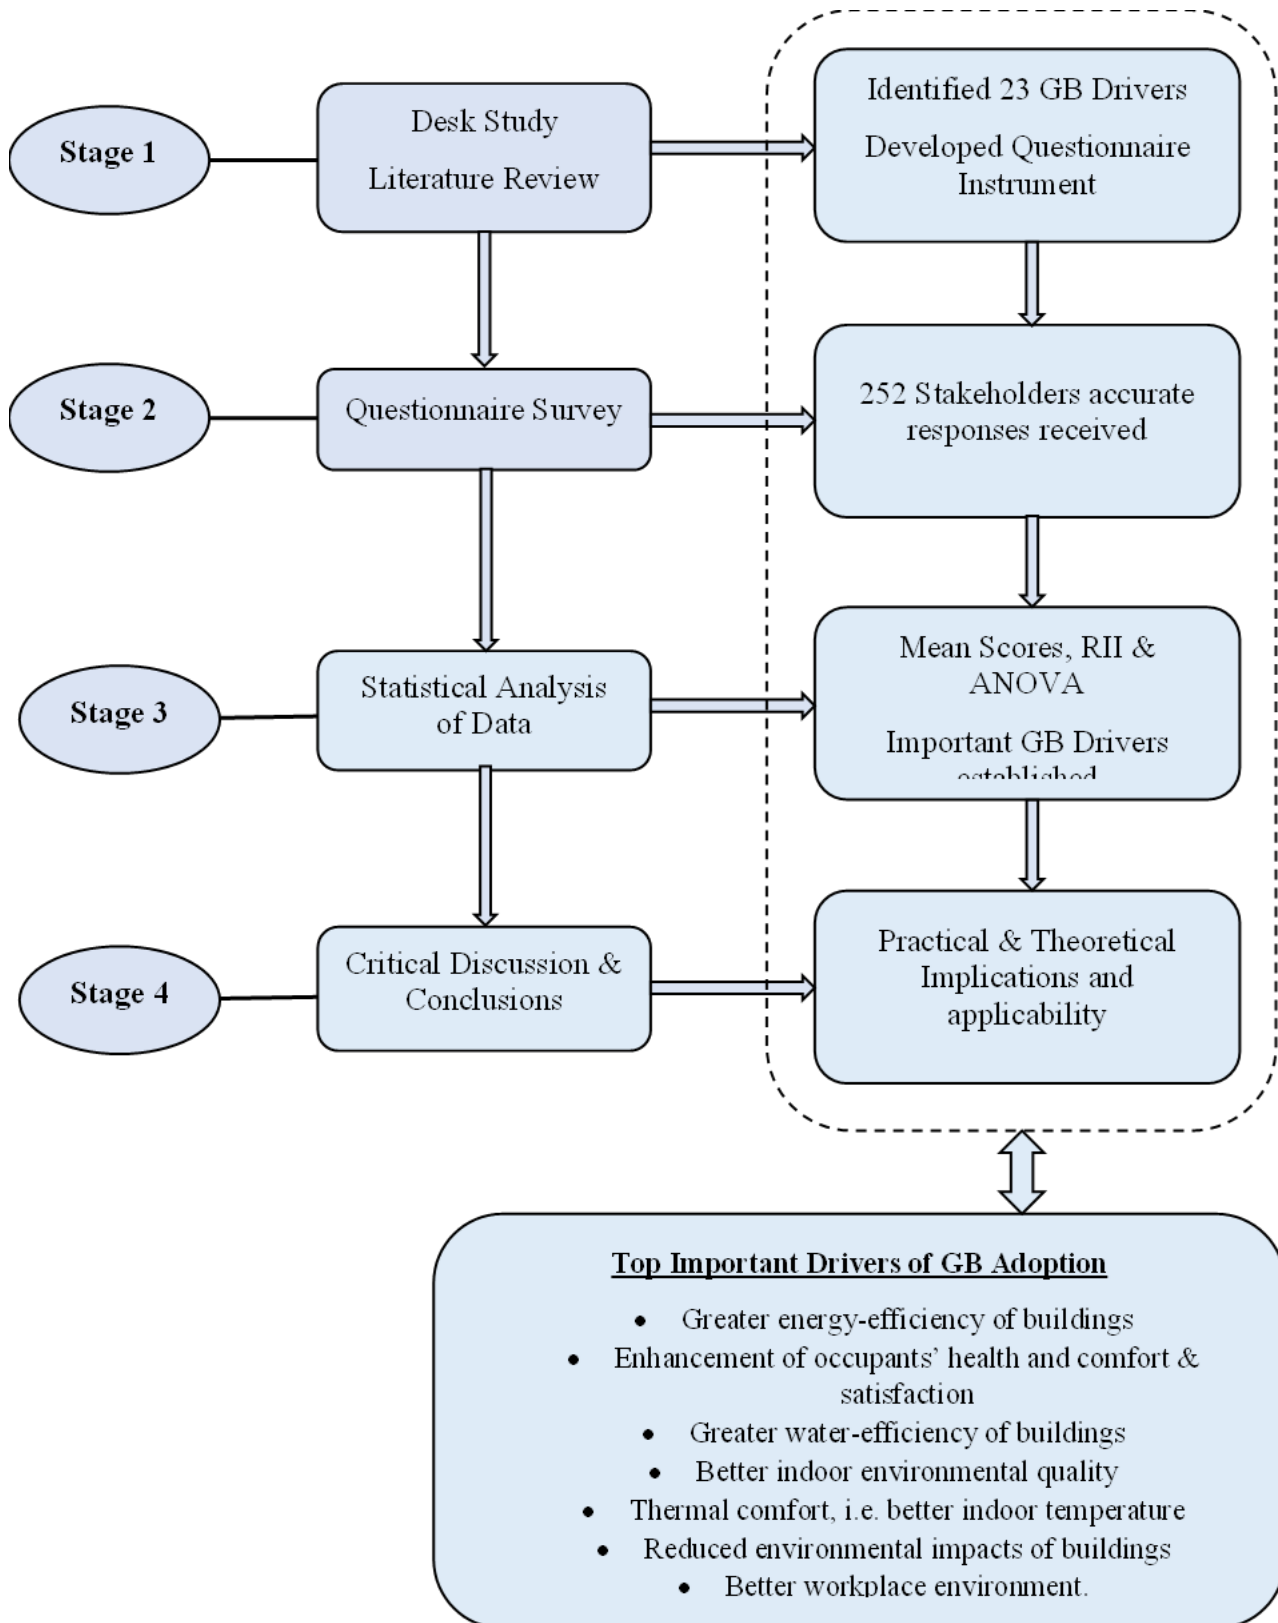 Stage 1
Desk Study
Literature Review
Identified 23 GB Drivers
Developed Questionnaire
Instrument
Stage 2
Questionnaire Survey
252 Stakeholders accurate
responses received
Stage 3
Statistical Analysis
of Data
Mean Scores, RII &
ANOVA
Important GB Drivers
established
Stage 4
Critical Discussion &
Conclusions
Practical & Theoretical
Implications and
applicability
Top Important Drivers of GB Adoption
• Greater energy-efficiency of buildings
• Enhancement of occupants’ health and comfort &
satisfaction
• Greater water-efficiency of buildings
• Better indoor environmental quality
• Thermal comfort, i.e. better indoor temperature
• Reduced environmental impacts of buildings
• Better workplace environment.